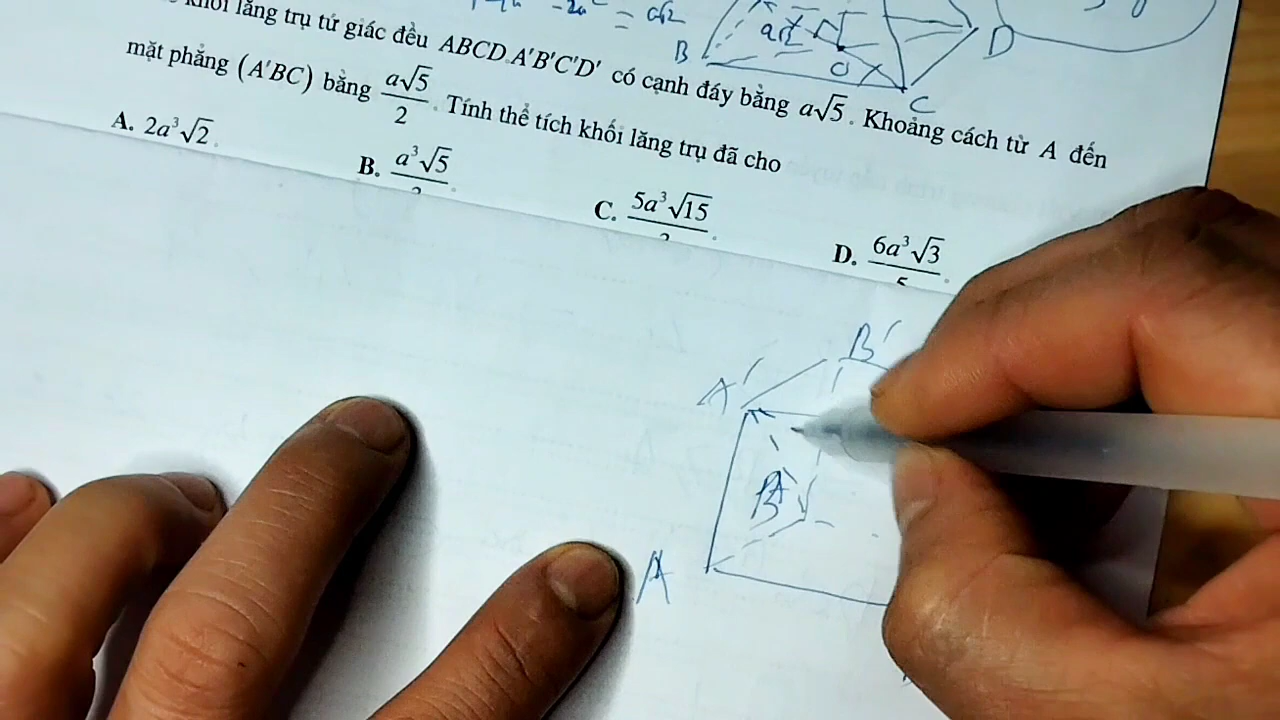 = a√2
B a√2 O C D
khối lăng trụ tứ giác đều ABCD.A'B'C'D' có cạnh đáy bằng a√5. Khoảng cách từ A đến
mặt phẳng (A'BC) bằng a√5/2. Tính thể tích khối lăng trụ đã cho
A. 2a³√2.
B. a³√5
C. 5a³√15
D. 6a³√3
A' B'
B
A